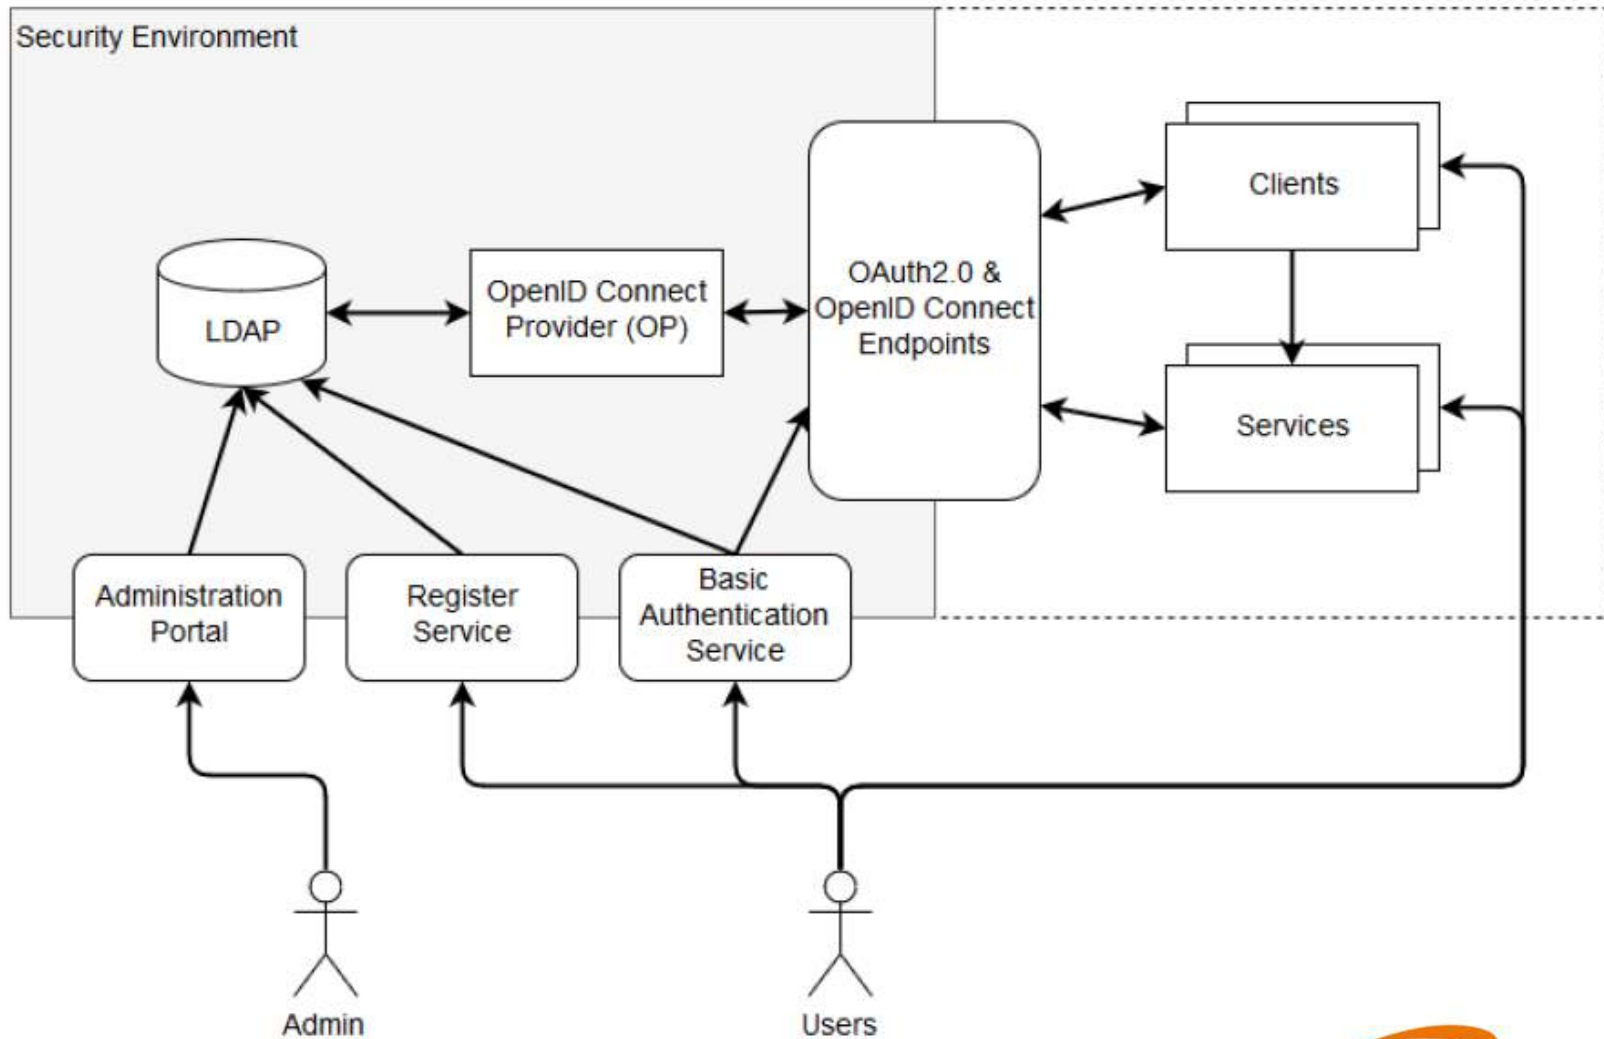 Security Environment
Clients
OAuth2.0 &
OpenID Connect
Endpoints
OpenID Connect
Provider (OP)
LDAP
Services
Administration
Portal
Register
Service
Basic
Authentication
Service
Admin
Users